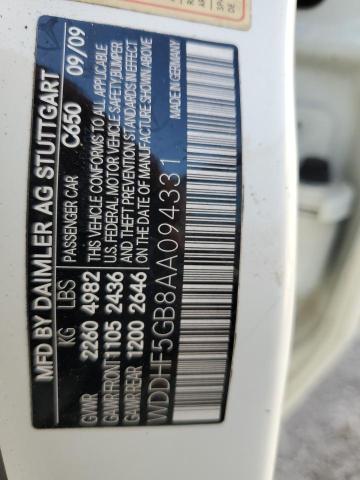 MFD BY DAIMLER AG STUTTGART
KG LBS PASSENGER CAR C650 09/09
GVWR 2260 4982 THIS VEHICLE CONFORMS TO ALL APPLICABLE
U.S. FEDERAL MOTOR VEHICLE SAFETY BUMPER
GAWR FRONT 1105 2436 AND THEFT PREVENTION STANDARDS IN EFFECT
GAWR REAR 1200 2646 ON THE DATE OF MANUFACTURE SHOWN ABOVE
WDDHF5GB8AA094331 MADE IN GERMANY